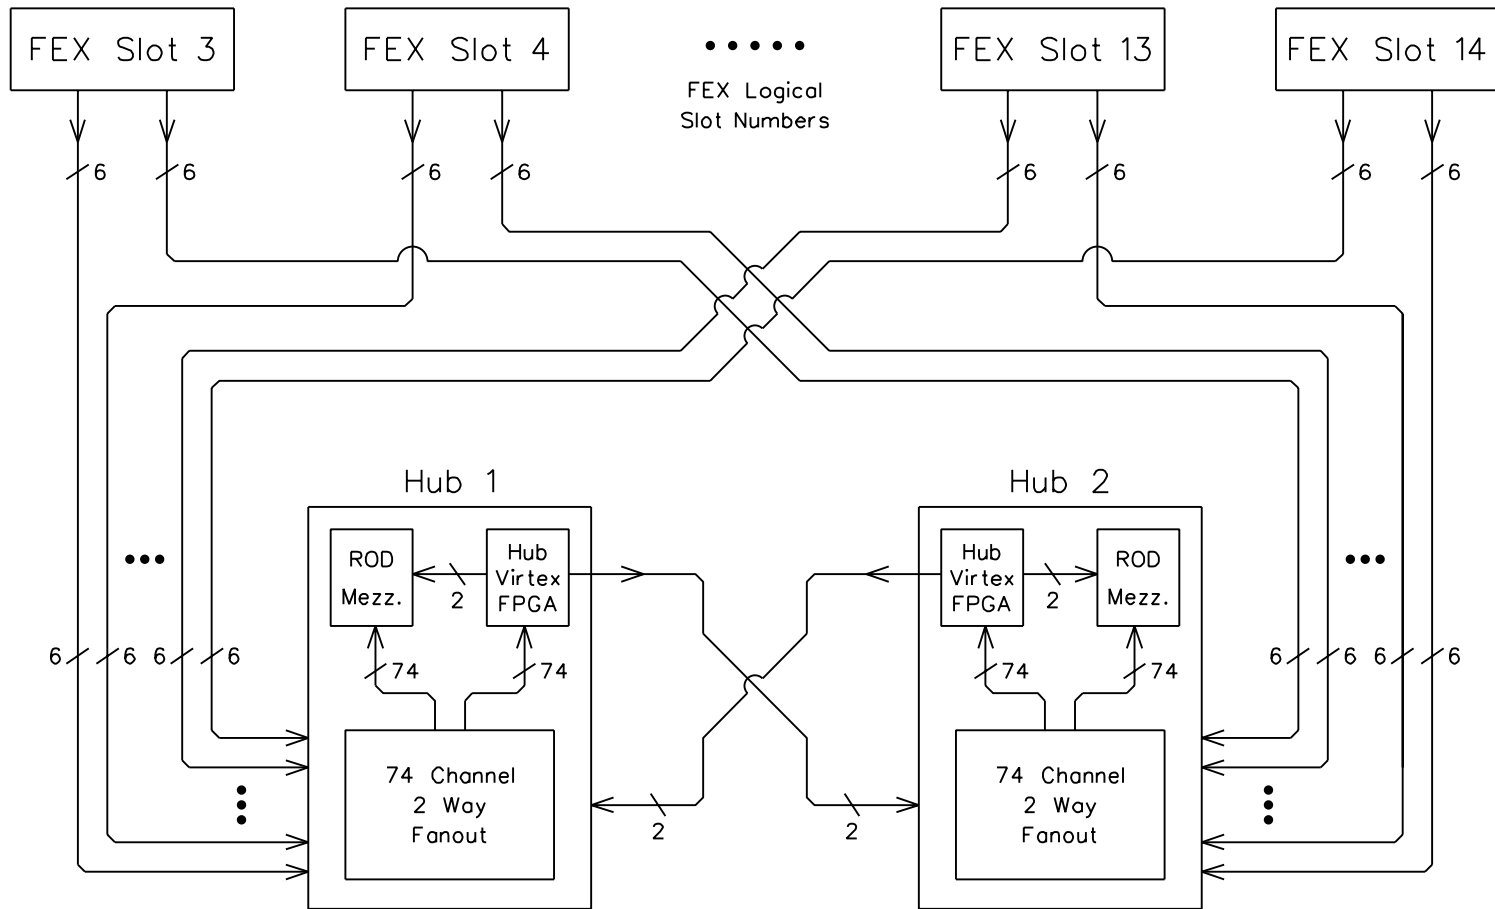 FEX Slot 3
FEX Slot 4
FEX Slot 13
FEX Slot 14
FEX Logical
Slot Numbers
6
6
6
6
6
6
6
6
Hub 1
Hub 2
ROD
Mezz.
Hub
Virtex
FPGA
2
Hub
Virtex
FPGA
ROD
Mezz.
2
6
6
6
6
74
74
74
74
6
6
6
6
74 Channel
2 Way
Fanout
2
2
74 Channel
2 Way
Fanout